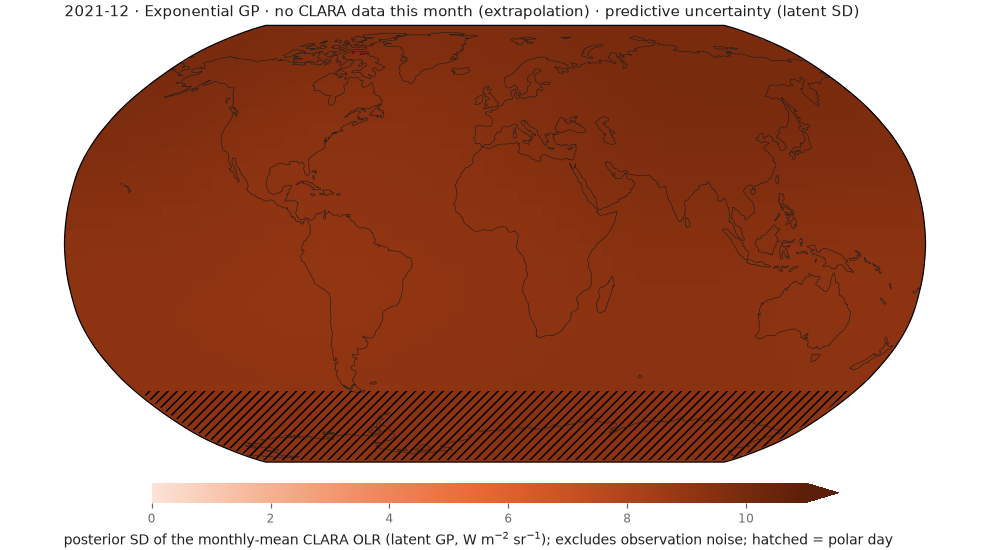 2021-12 · Exponential GP · no CLARA data this month (extrapolation) · predictive uncertainty (latent SD)
0 2 4 6 8 10
posterior SD of the monthly-mean CLARA OLR (latent GP, W m⁻² sr⁻¹); excludes observation noise; hatched = polar day